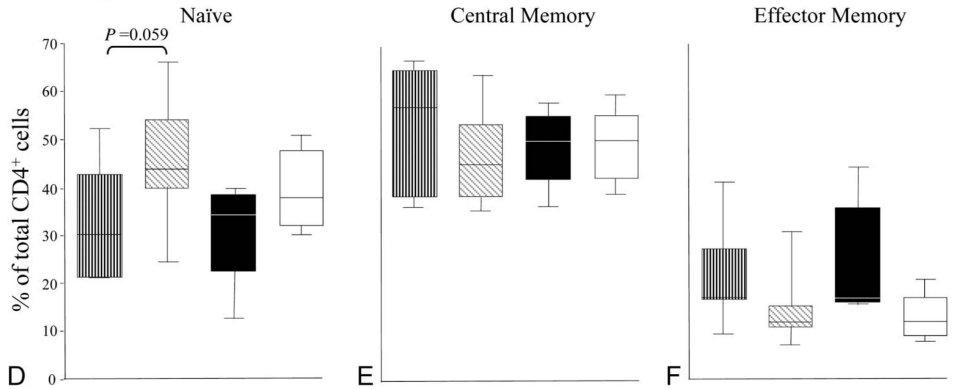 Naïve
Central Memory
Effector Memory
P =0.059
% of total CD4⁺ cells
70
60
50
40
30
20
10
0
D
E
F